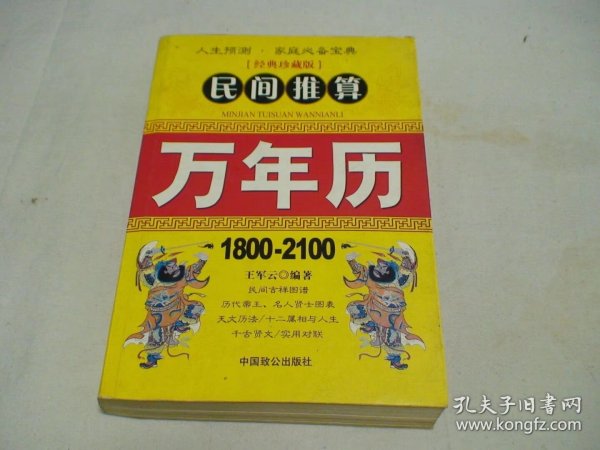 人生预测·家庭必备宝典
[经典珍藏版]
民间推算
MINJIAN TUISUAN WANNIANLI
万年历
1800-2100
王军云◎编著
民间吉祥图谱
历代帝王、名人贤士图表
天文历法/十二属相与人生
千古贤文/实用对联
中国致公出版社
孔夫子旧书网
www.kongfz.com